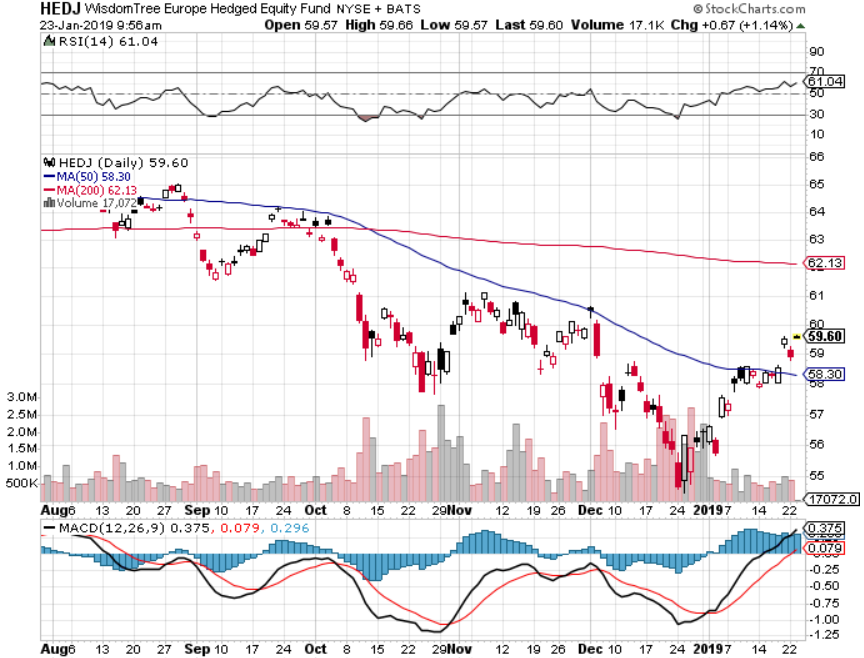 HEDJ WisdomTree Europe Hedged Equity Fund NYSE + BATS © StockCharts.com
23-Jan-2019 9:56am Open 59.57 High 59.66 Low 59.57 Last 59.60 Volume 17.1K Chg +0.67 (+1.14%)
RSI(14) 61.04
90
70
61.04
50
30
10
HEDJ (Daily) 59.60
MA(50) 58.30
MA(200) 62.13
Volume 17,072
66
65
64
63
62.13
61
60
59.60
59
58.30
58
57
56
55
3.0M
2.5M
2.0M
1.5M
1.0M
500K
17072.0
Aug 6 13 20 27 Sep 10 17 24 Oct 8 15 22 29 Nov 12 19 26 Dec 10 17 24 2019 7 14 22
MACD(12,26,9) 0.375, 0.079, 0.296
0.375
0.079
-0.25
-0.50
-0.75
-1.00
-1.25
Aug 6 13 20 27 Sep 10 17 24 Oct 8 15 22 29 Nov 12 19 26 Dec 10 17 24 2019 7 14 22